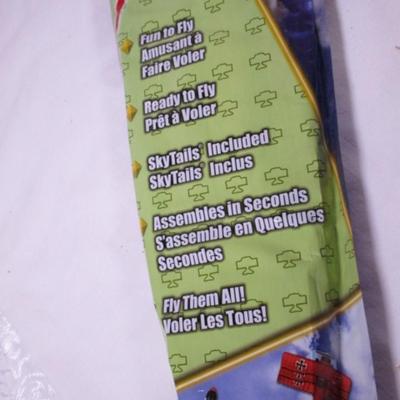 Fun to Fly
Amusant à
Faire Voler
Ready to Fly
Prêt à Voler
SkyTails® Included
SkyTails® Inclus
Assembles in Seconds
S'assemble en Quelques
Secondes
Fly Them All!
Voler Les Tous!